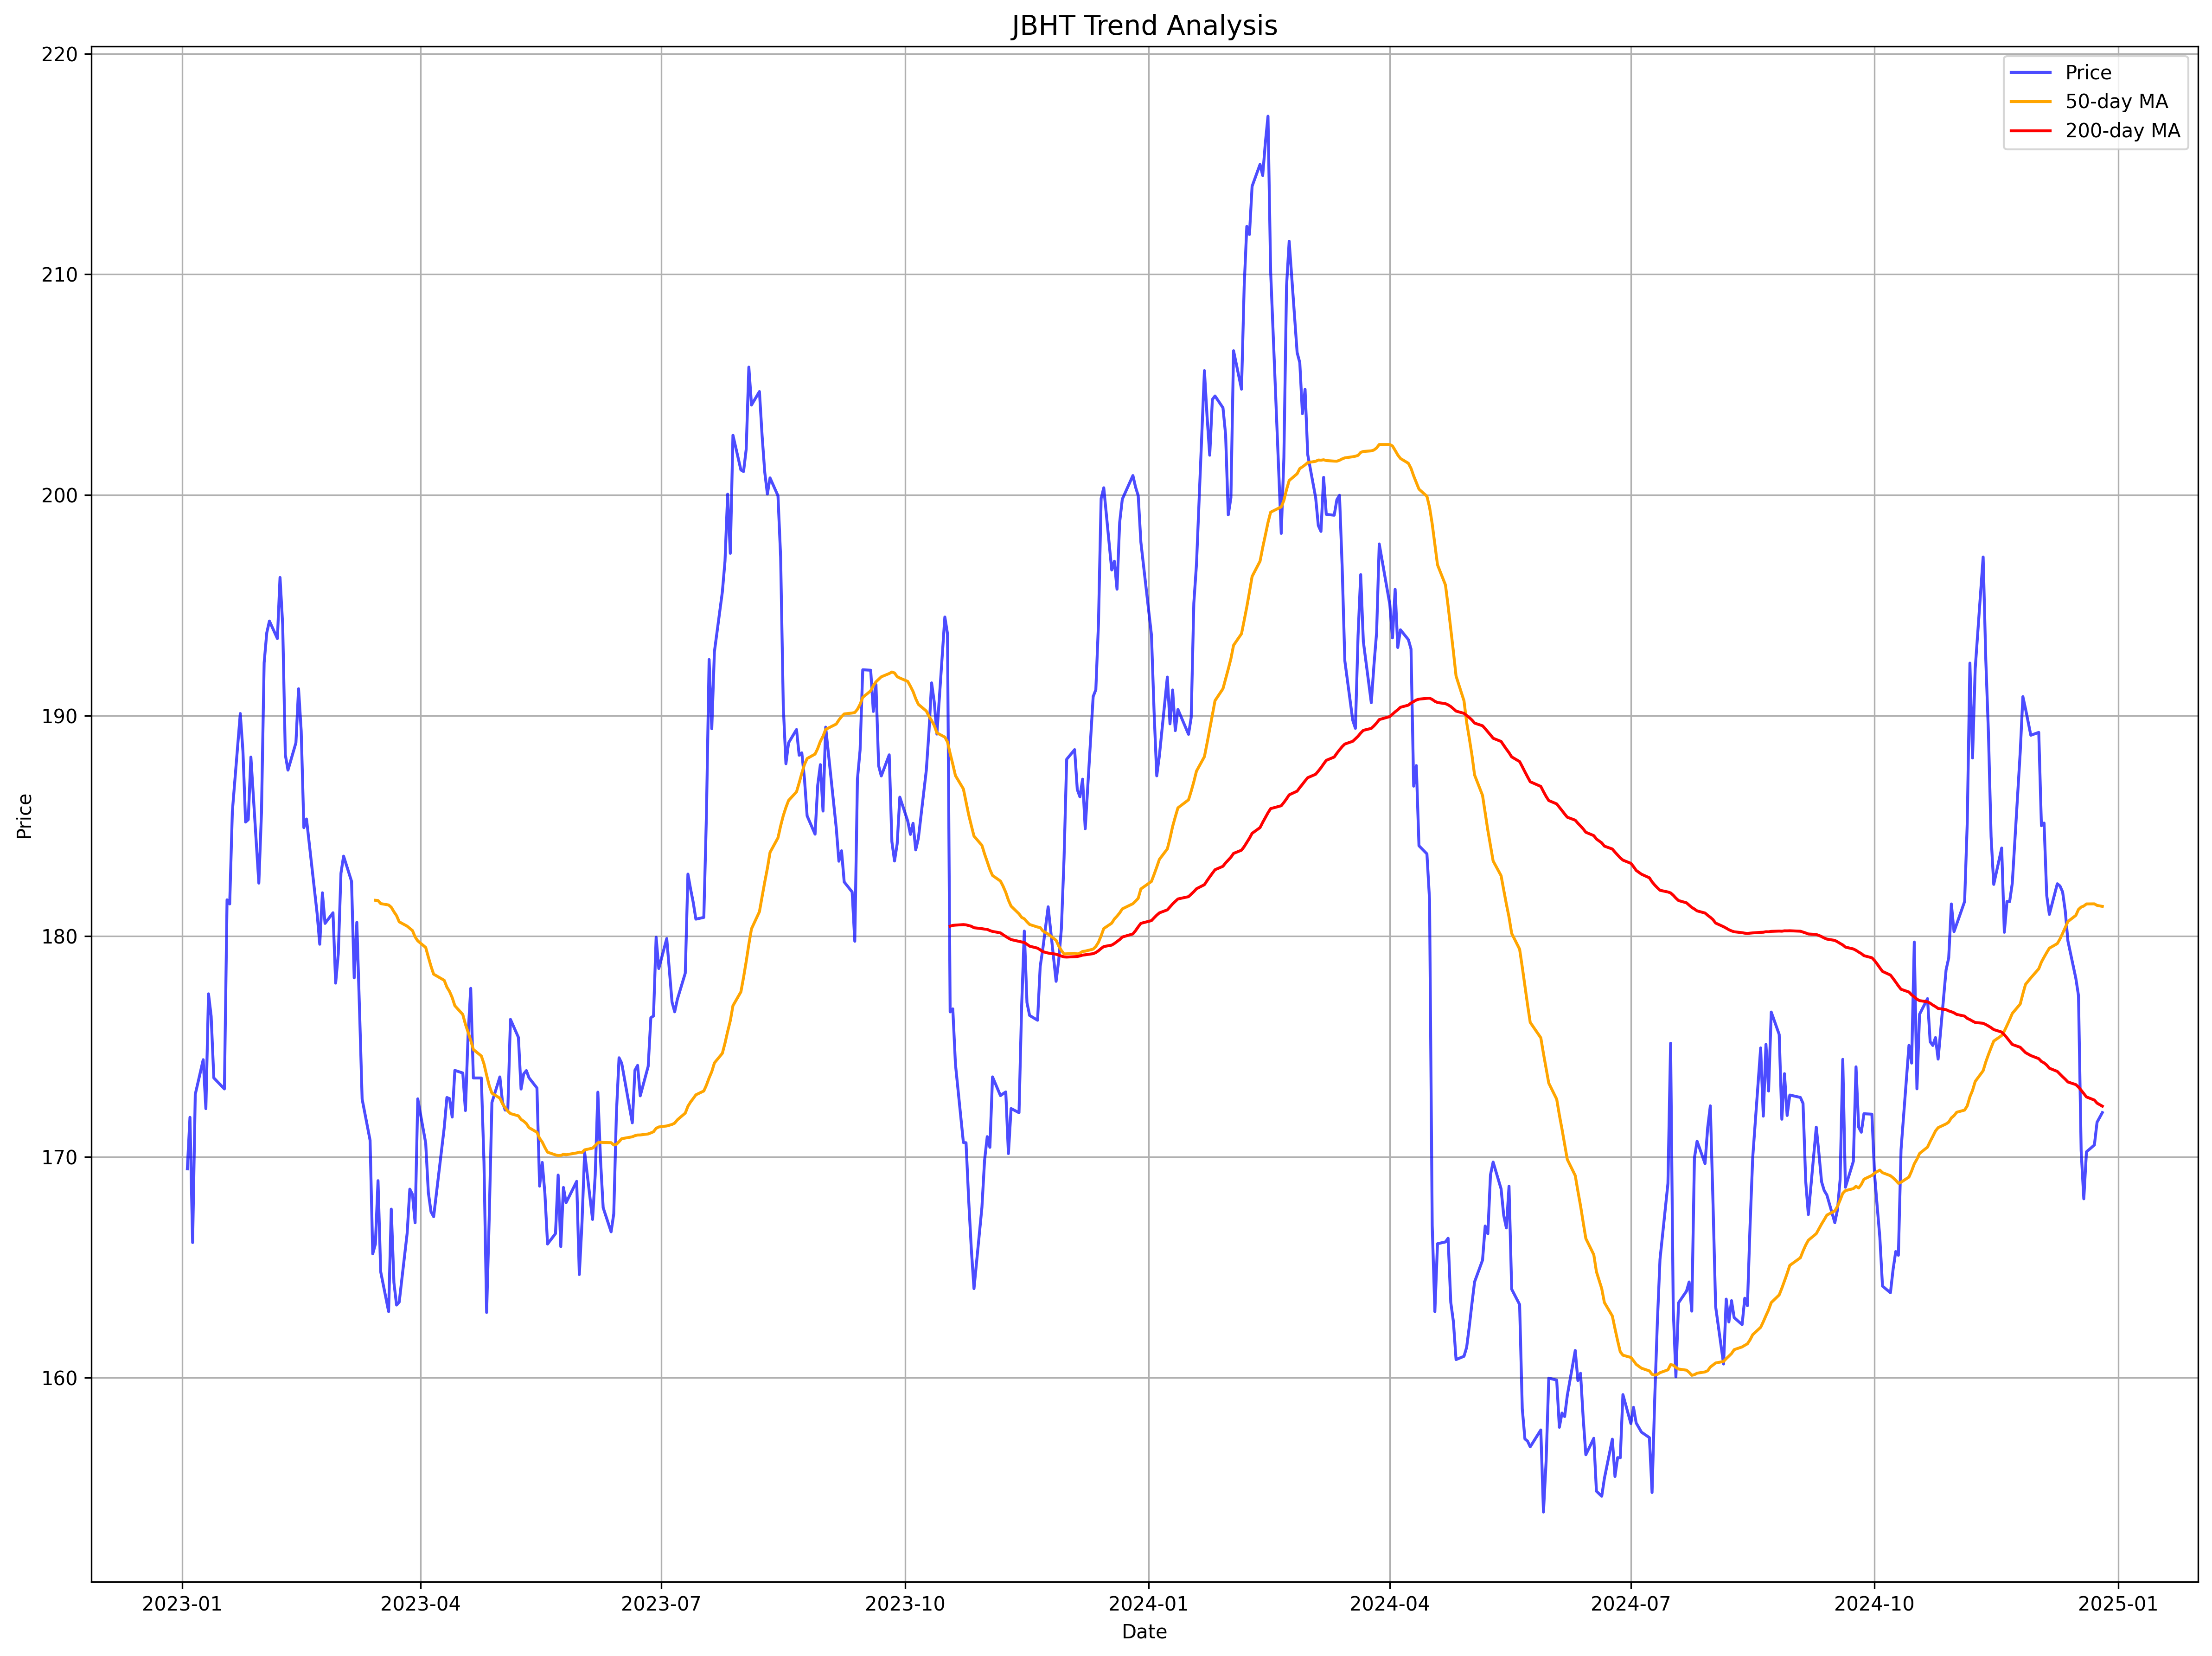 JBHT Trend Analysis
Price
50-day MA
200-day MA
220
210
200
190
180
170
160
Price
2023-01
2023-04
2023-07
2023-10
2024-01
2024-04
2024-07
2024-10
2025-01
Date